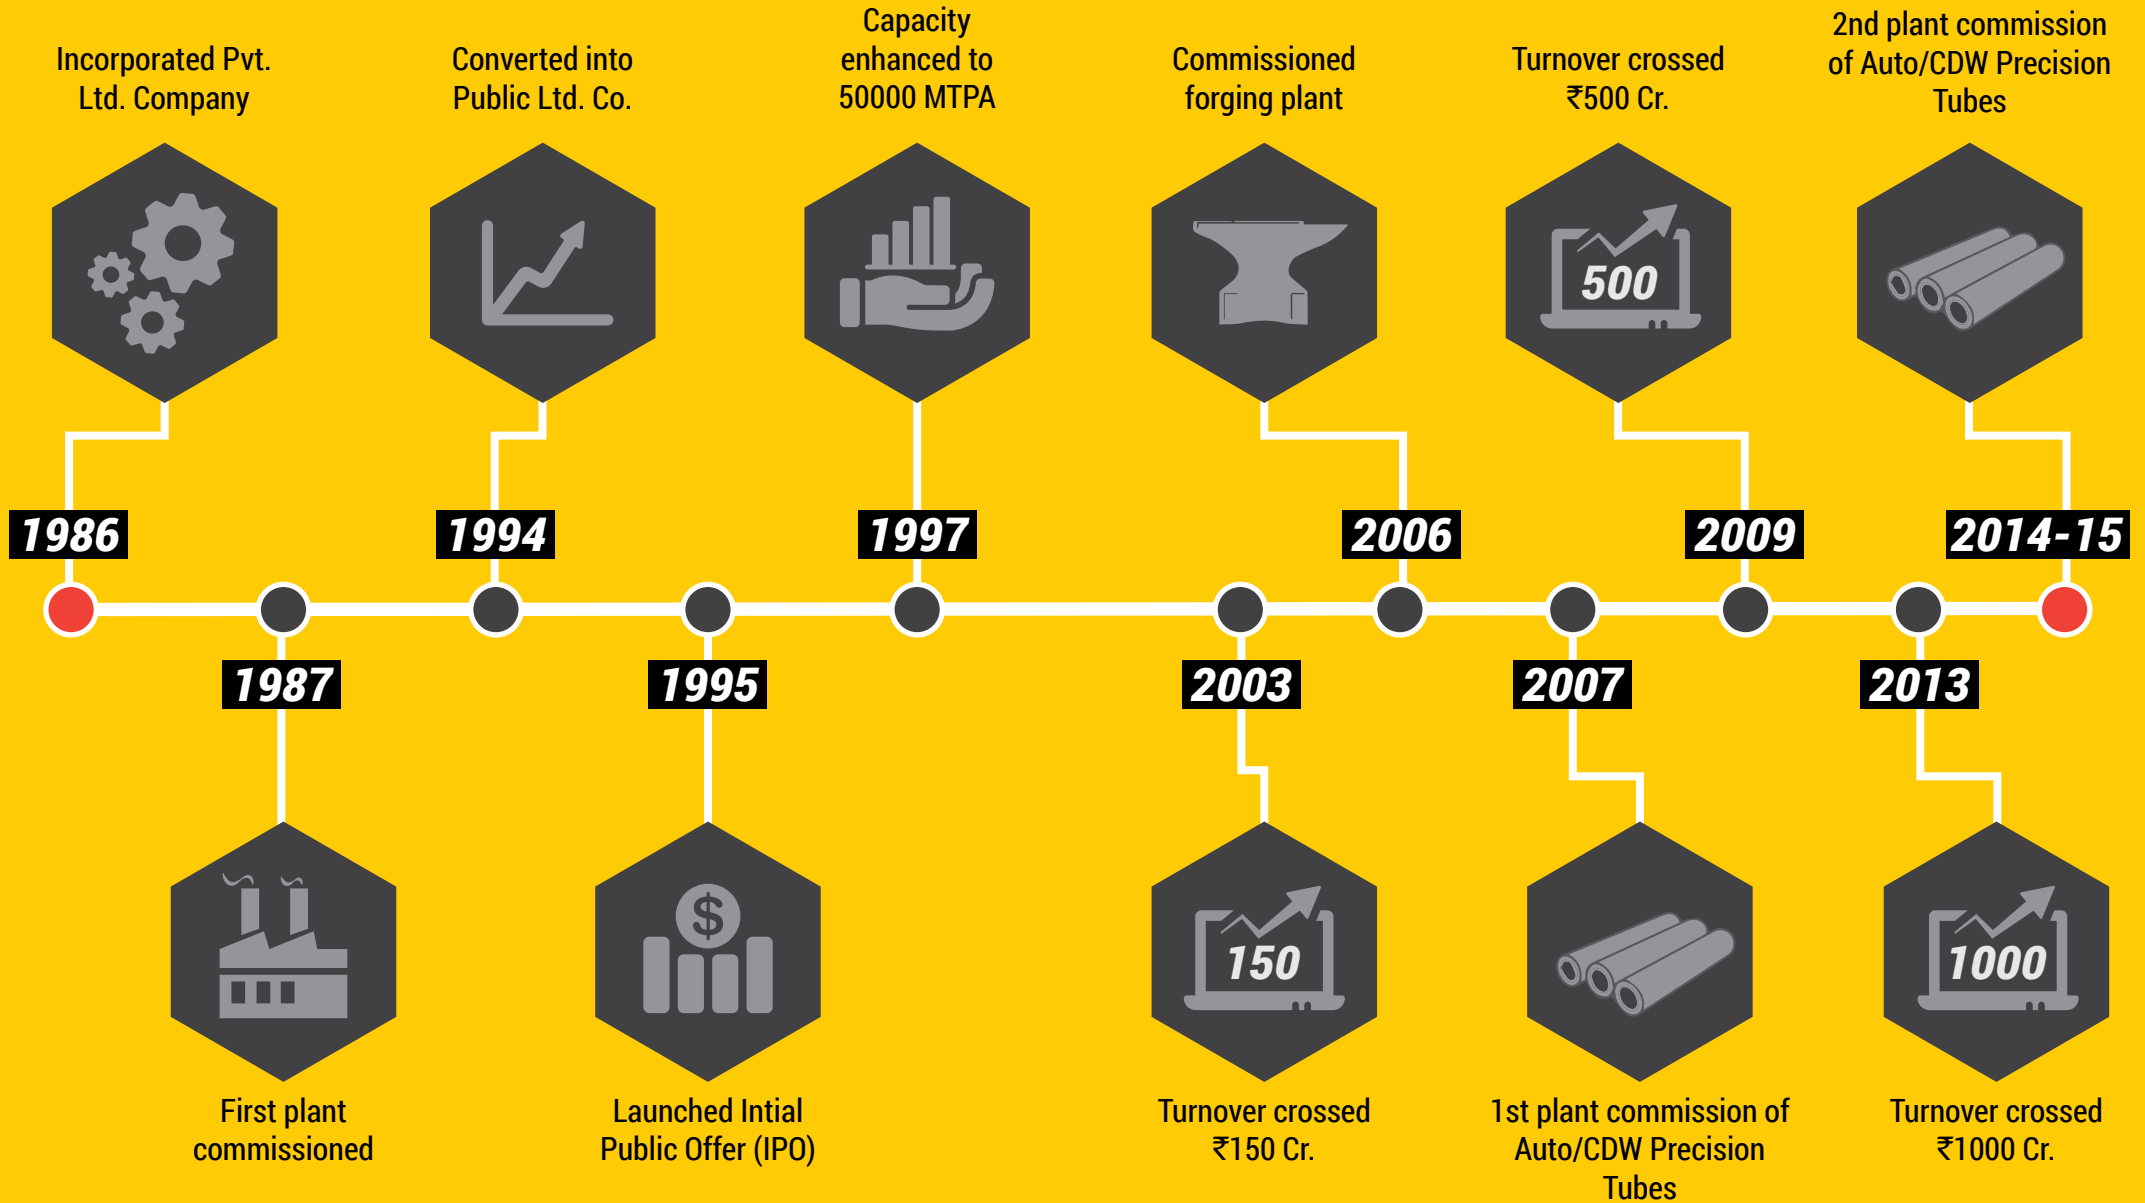 Incorporated Pvt.
Ltd. Company
Converted into
Public Ltd. Co.
Capacity
enhanced to
50000 MTPA
Commissioned
forging plant
Turnover crossed
₹500 Cr.
2nd plant commission
of Auto/CDW Precision
Tubes
500
1986
1994
1997
2006
2009
2014-15
1987
1995
2003
2007
2013
$
150
1000
First plant
commissioned
Launched Intial
Public Offer (IPO)
Turnover crossed
₹150 Cr.
1st plant commission of
Auto/CDW Precision
Tubes
Turnover crossed
₹1000 Cr.